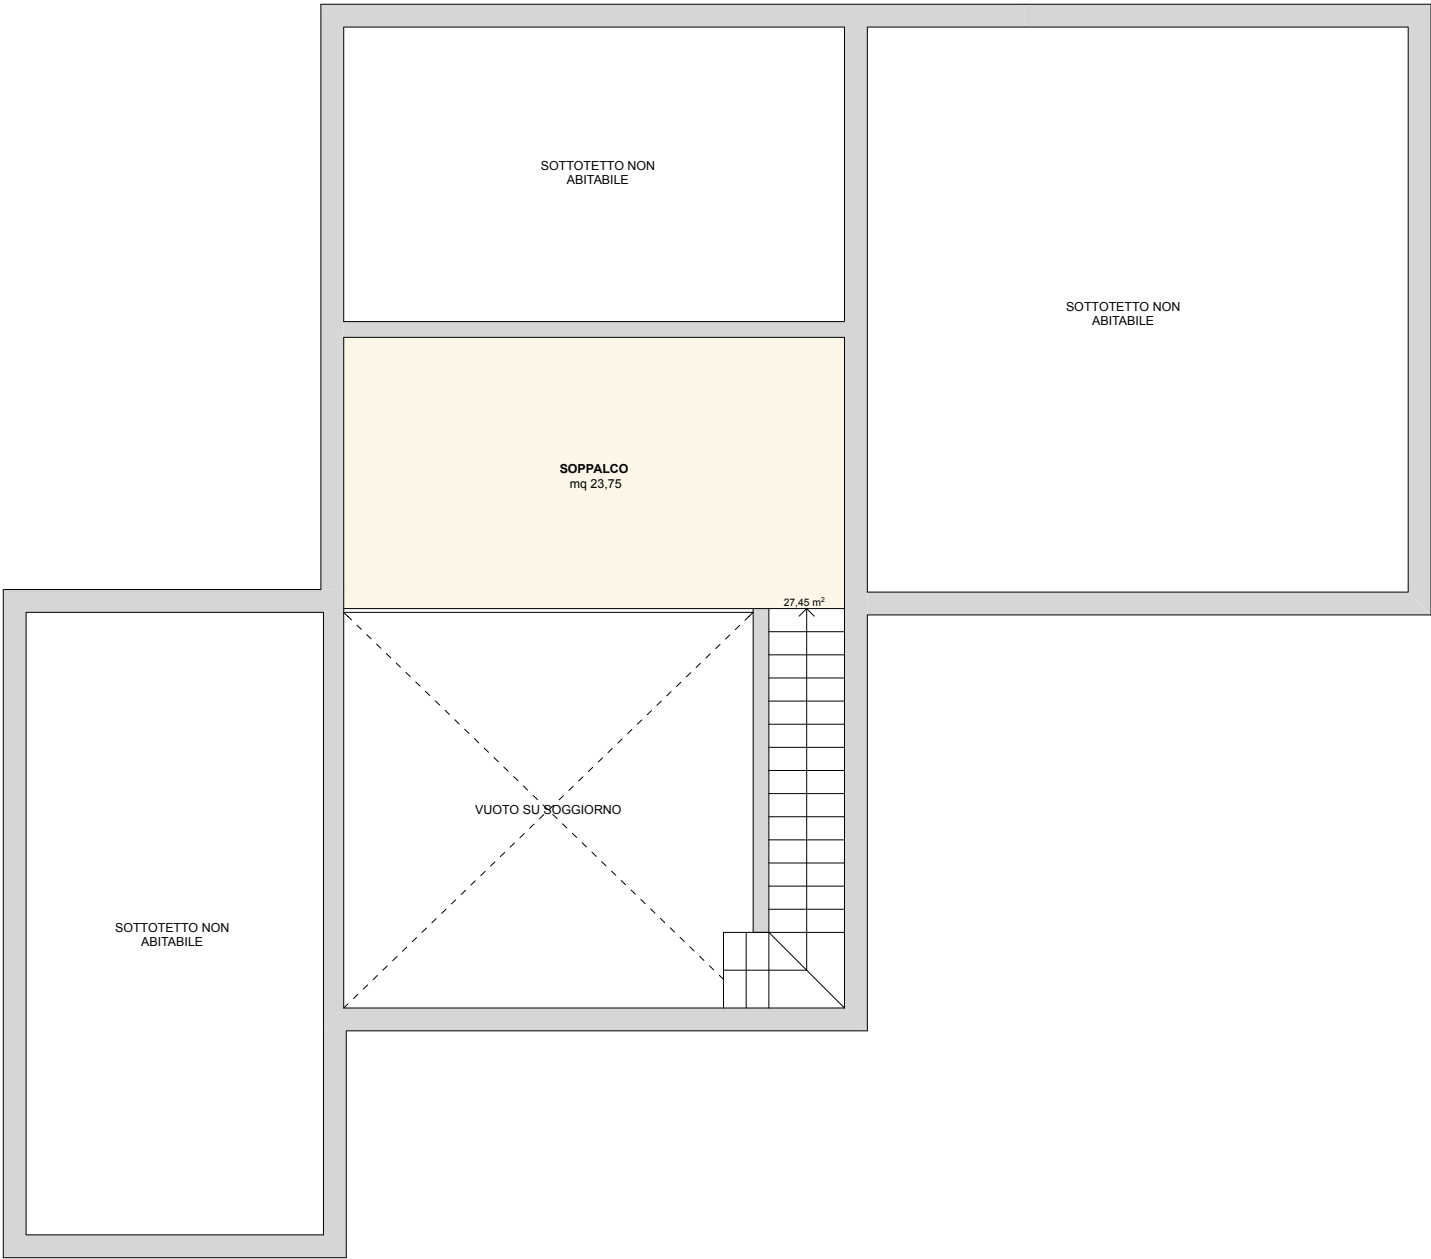 SOTTOTETTO NON
ABITABILE
SOTTOTETTO NON
ABITABILE
SOPPALCO
mq 23,75
27,45 m²
VUOTO SU SOGGIORNO
SOTTOTETTO NON
ABITABILE